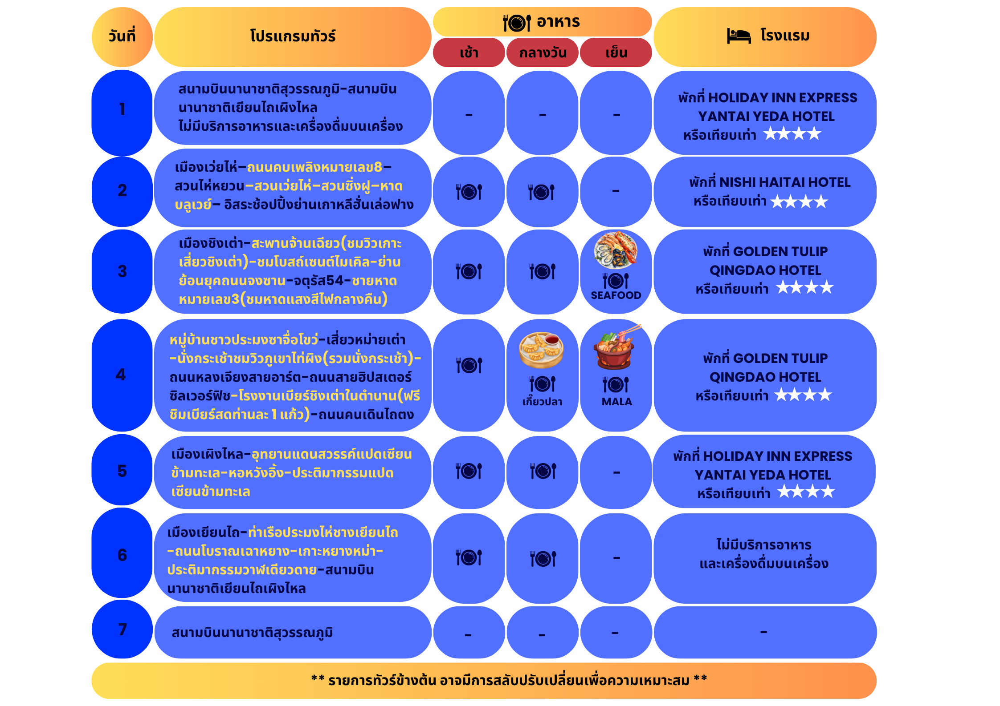 วันที่
โปรแกรมทัวร์
อาหาร
โรงแรม
เช้า
กลางวัน
เย็น
1
สนามบินนานาชาติสุวรรณภูมิ-สนามบิน
นานาชาติเยียนไถเผิงไหล
ไม่มีบริการอาหารและเครื่องดื่มบนเครื่อง
-
-
-
พักที่ HOLIDAY INN EXPRESS
YANTAI YEDA HOTEL
หรือเทียบเท่า ★★★★
2
เมืองเว่ยไห่–ถนนคบเพลิงหมายเลข8–
สวนไห่หยวน–สวนเว่ยไห่–สวนซิ่งฝู–หาด
บลูเวย์– อิสระช้อปปิ้งย่านเกาหลีฮั่นเล่อฟาง
-
พักที่ NISHI HAITAI HOTEL
หรือเทียบเท่า ★★★★
3
เมืองชิงเต่า-สะพานจ้านเฉียว(ชมวิวเกาะ
เสี่ยวชิงเต่า)-ชมโบสถ์เซนต์ไมเคิล-ย่าน
ย้อนยุคถนนจงซาน-จตุรัส54-ชายหาด
หมายเลข3(ชมหาดแสงสีไฟกลางคืน)
SEAFOOD
พักที่ GOLDEN TULIP
QINGDAO HOTEL
หรือเทียบเท่า ★★★★
4
หมู่บ้านชาวประมงซาจื่อโขว่-เสี่ยวหม่ายเต่า
-นั่งกระเช้าชมวิวภูเขาไท่ผิง(รวมนั่งกระเช้า)-
ถนนหลงเจียงสายอาร์ต-ถนนสายฮิปสเตอร์
ซิลเวอร์ฟิช-โรงงานเบียร์ชิงเต่าในตำนาน(ฟรี
ชิมเบียร์สดท่านละ 1 แก้ว)-ถนนคนเดินไถตง
เกี๊ยวปลา
MALA
พักที่ GOLDEN TULIP
QINGDAO HOTEL
หรือเทียบเท่า ★★★★
5
เมืองเผิงไหล-อุทยานแดนสวรรค์แปดเซียน
ข้ามทะเล-หอหวังอิ้ง-ประติมากรรมแปด
เซียนข้ามทะเล
-
พักที่ HOLIDAY INN EXPRESS
YANTAI YEDA HOTEL
หรือเทียบเท่า ★★★★
6
เมืองเยียนไถ-ท่าเรือประมงไห่ชางเยียนไถ
-ถนนโบราณเฉาหยาง-เกาะหยางหม่า-
ประติมากรรมวาฬเดียวดาย-สนามบิน
นานาชาติเยียนไถเผิงไหล
-
ไม่มีบริการอาหาร
และเครื่องดื่มบนเครื่อง
7
สนามบินนานาชาติสุวรรณภูมิ
-
-
-
-
** รายการทัวร์ข้างต้น อาจมีการสลับปรับเปลี่ยนเพื่อความเหมาะสม **